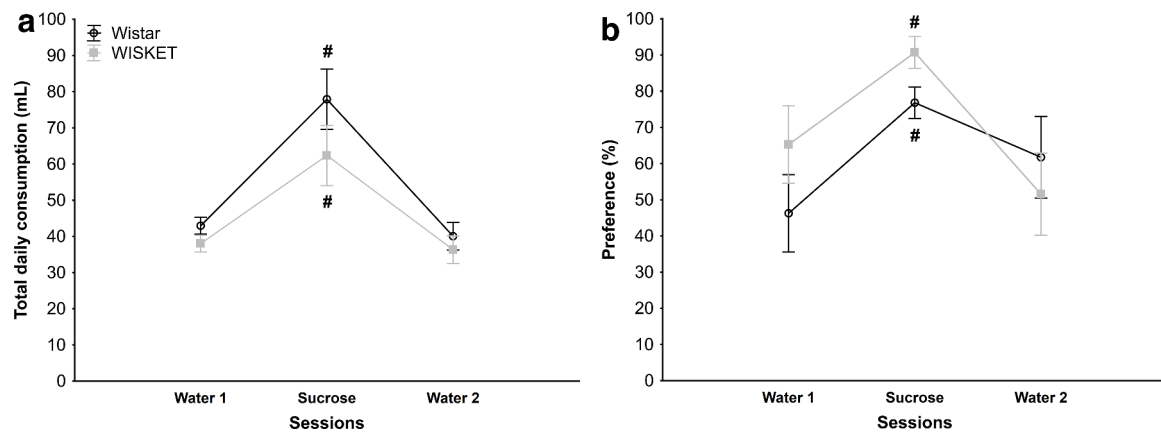 a
Total daily consumption (mL)
100
90
80
70
60
50
40
30
20
10
0
Wistar
WISKET
#
#
Water 1 Sucrose Water 2
Sessions
b
Preference (%)
100
90
80
70
60
50
40
30
20
10
0
#
#
Water 1 Sucrose Water 2
Sessions